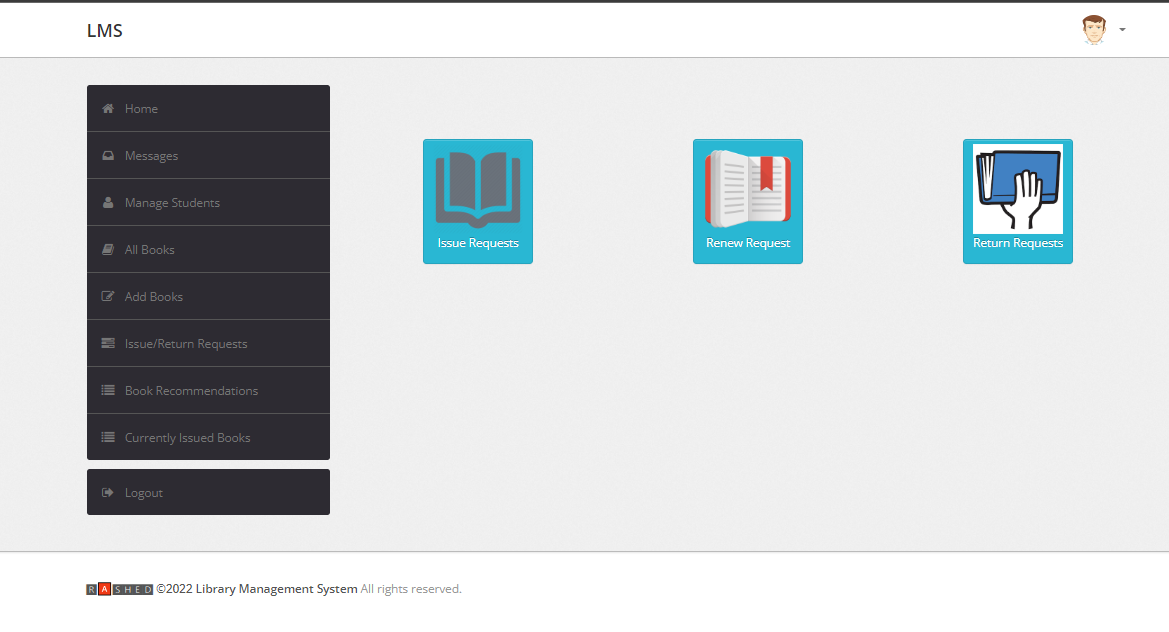 LMS
Home
Messages
Manage Students
All Books
Add Books
Issue/Return Requests
Book Recommendations
Currently Issued Books
Logout
Issue Requests
Renew Request
Return Requests
RASHED ©2022 Library Management System All rights reserved.